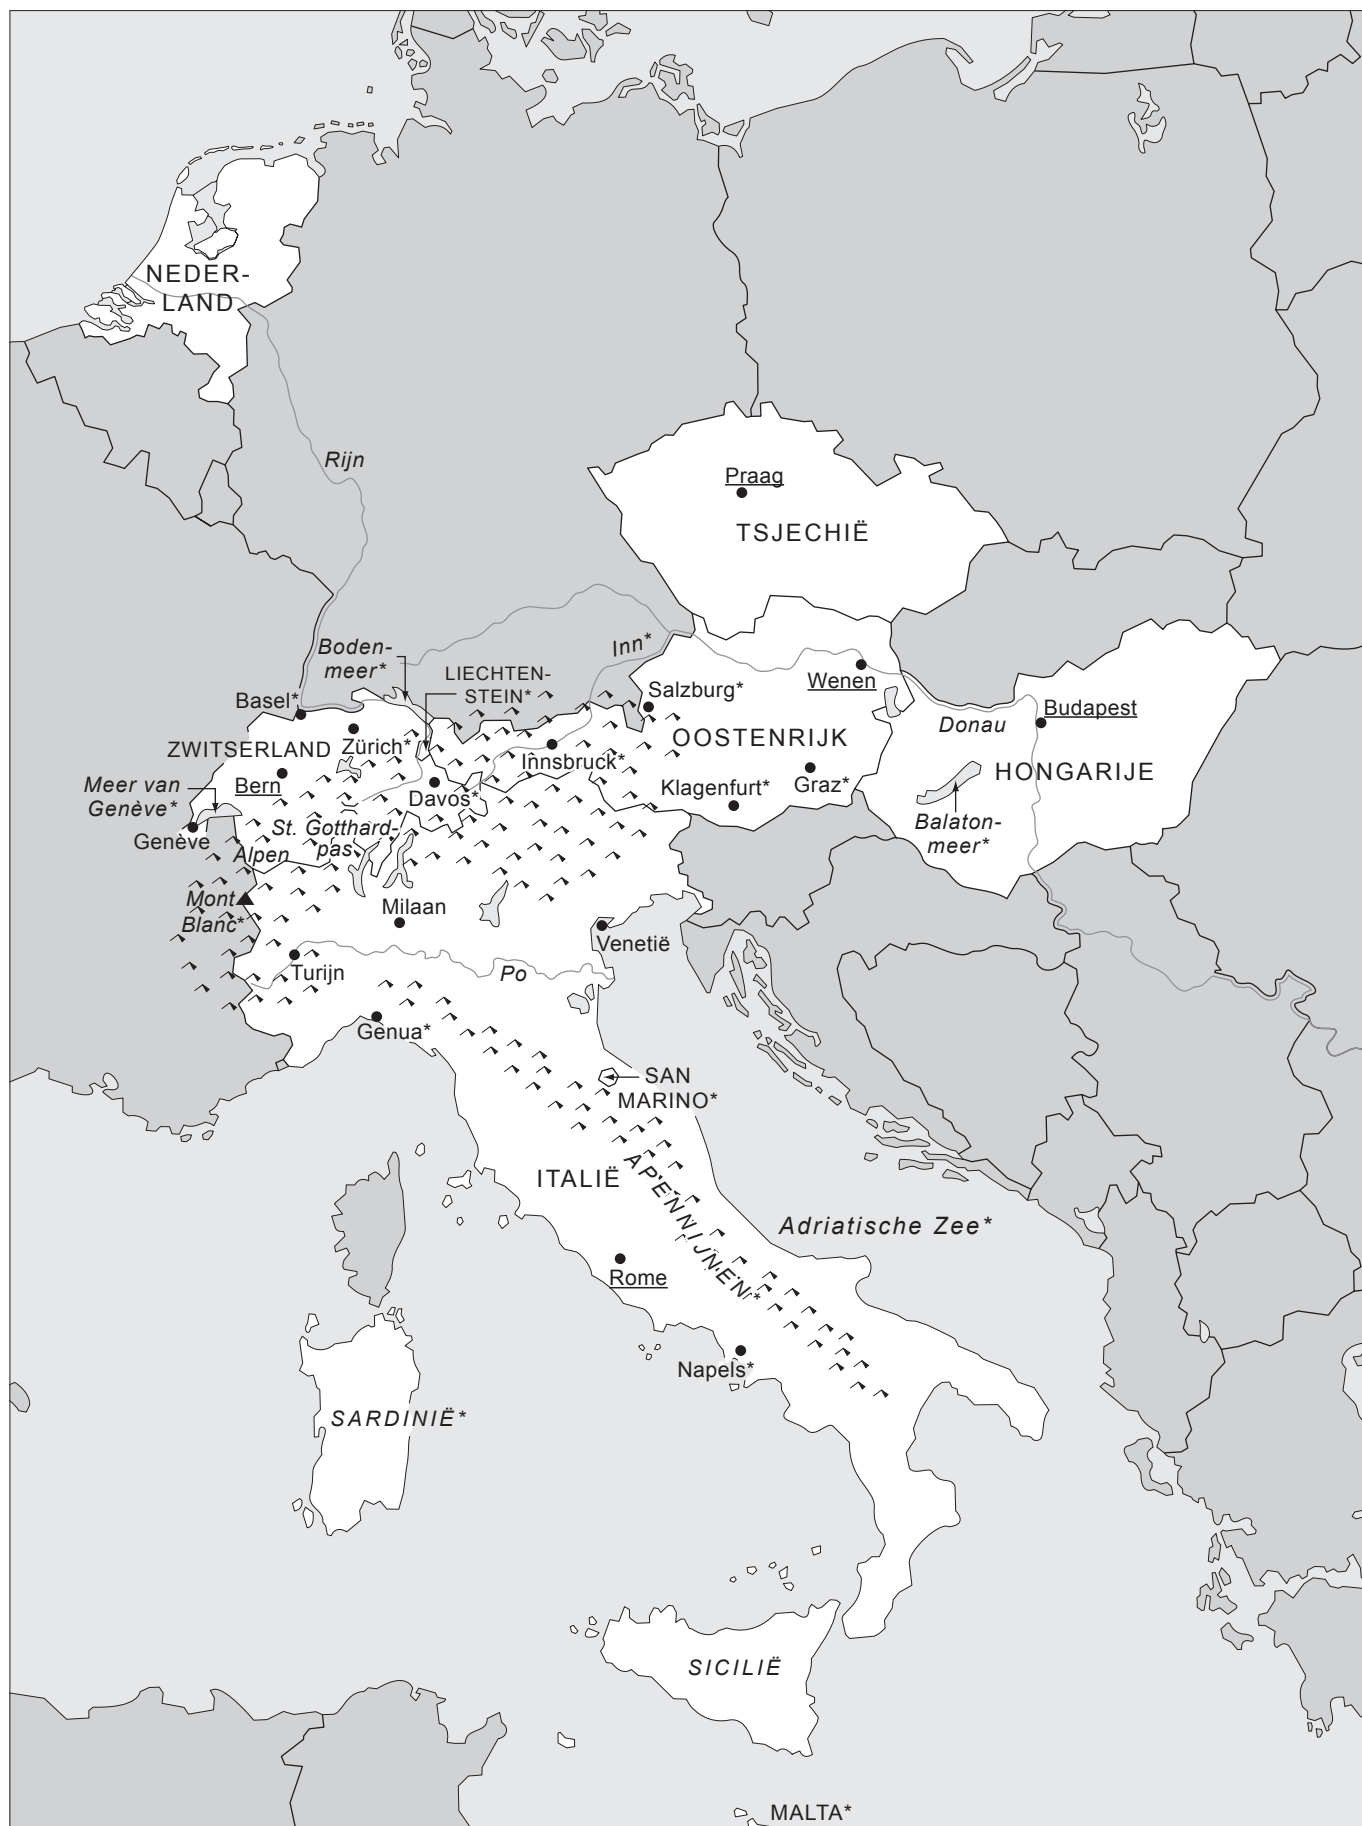 NEDER-
LAND
Rijn
Praag
TSJECHIË
Boden-
meer*
Inn*
LIECHTEN-
STEIN*
Basel*
Salzburg*
Wenen
Budapest
ZWITSERLAND
Zürich*
OOSTENRIJK
Donau
Innsbruck*
HONGARIJE
Meer van
Genève*
Bern
Davos*
Klagenfurt*
Graz*
Balaton-
meer*
Genève
St. Gotthard-
pas
Alpen
Mont
Blanc*
Milaan
Venetië
Turijn
Po
Genua*
SAN
MARINO*
ITALIË
APENNIJNEN*
Adriatische Zee*
Rome
Napels*
SARDINIË*
SICILIË
MALTA*